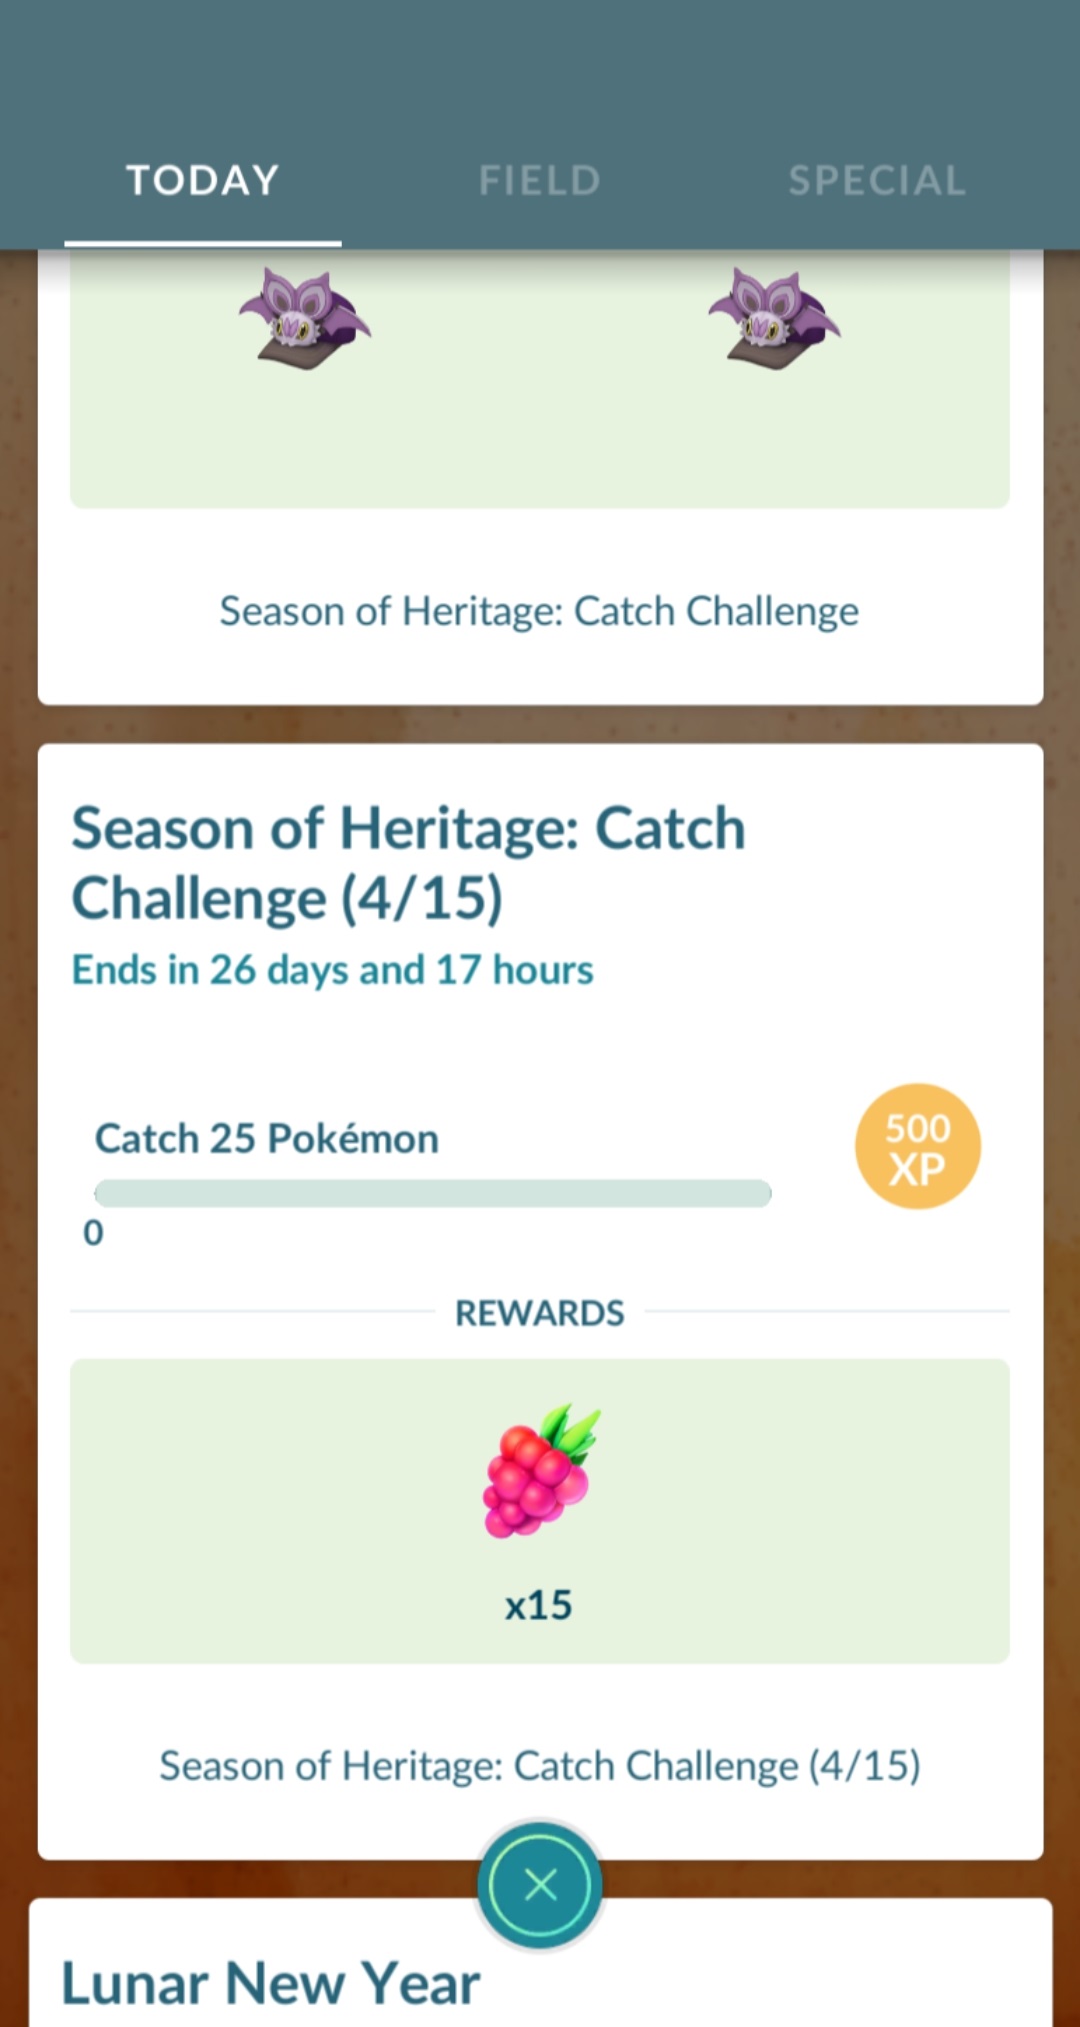 TODAY
FIELD
SPECIAL
Season of Heritage: Catch Challenge
Season of Heritage: Catch
Challenge (4/15)
Ends in 26 days and 17 hours
Catch 25 Pokémon
500
XP
0
REWARDS
x15
Season of Heritage: Catch Challenge (4/15)
Lunar New Year